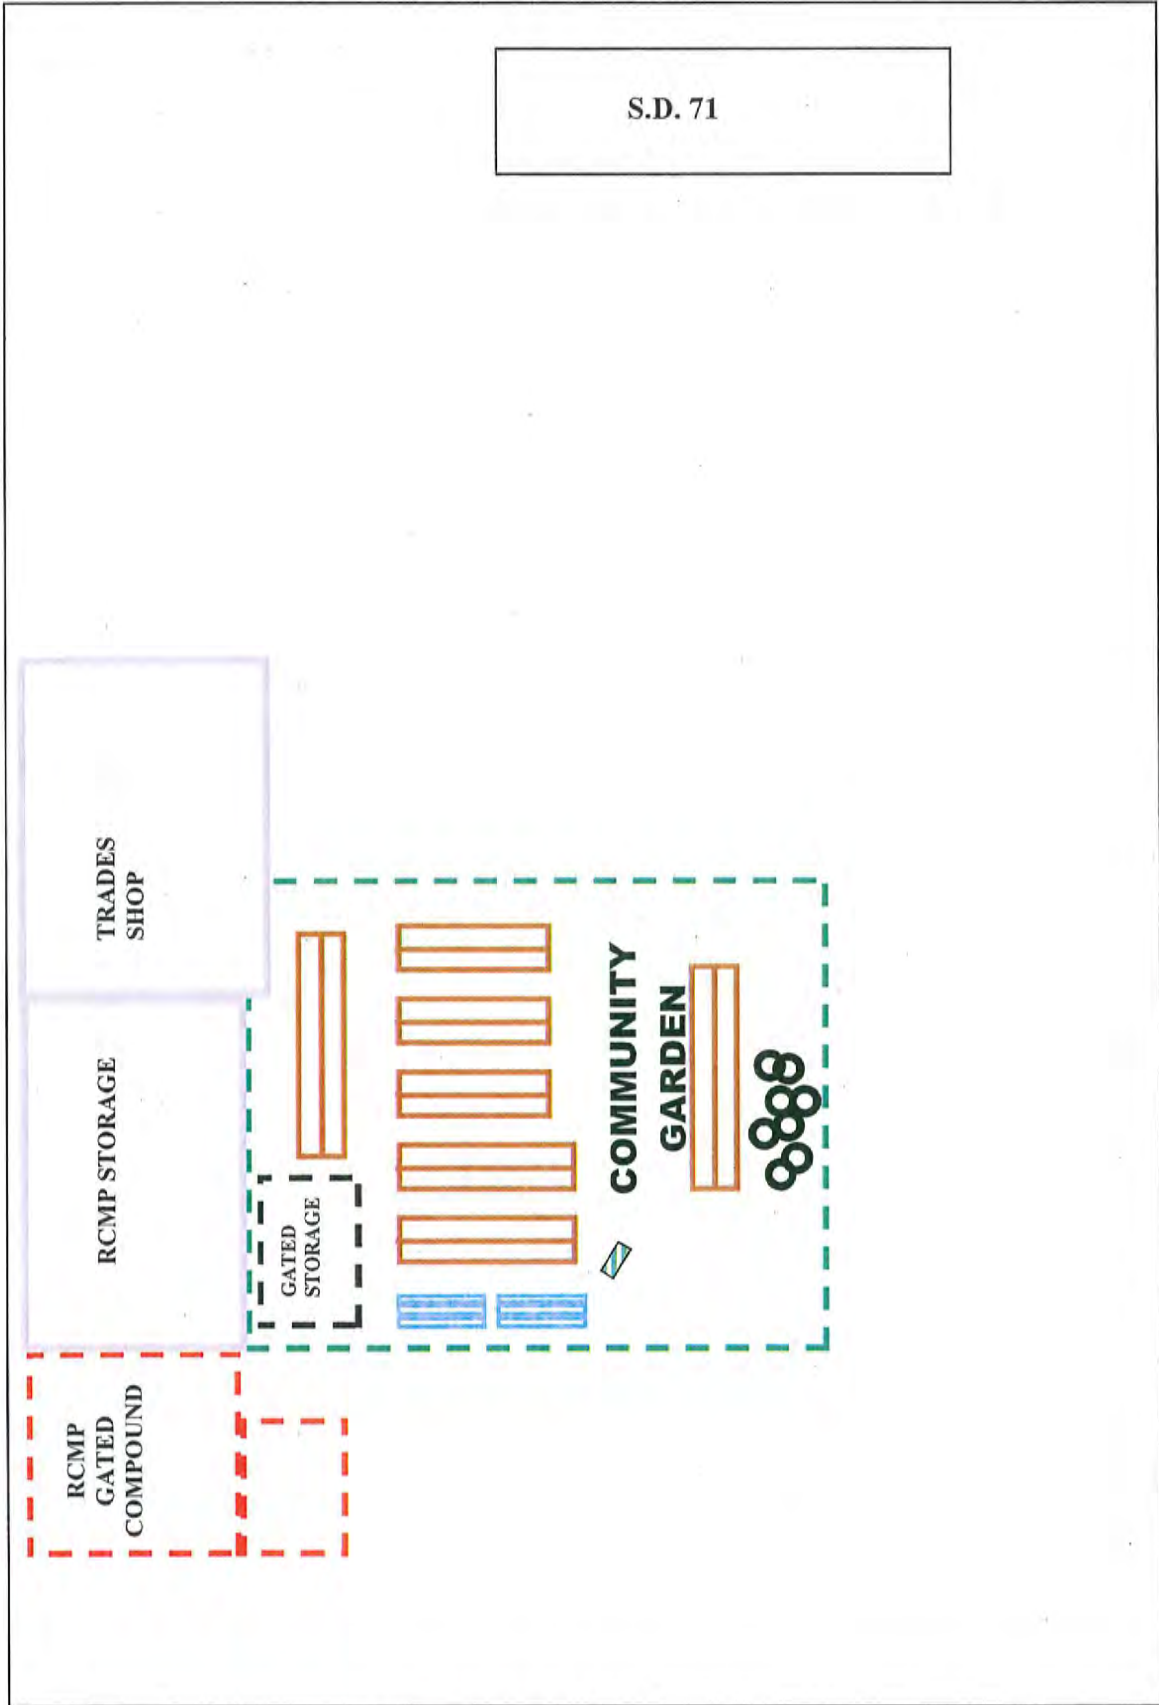 S.D. 71
TRADES
SHOP
RCMP STORAGE
GATED
STORAGE
COMMUNITY
GARDEN
RCMP
GATED
COMPOUND